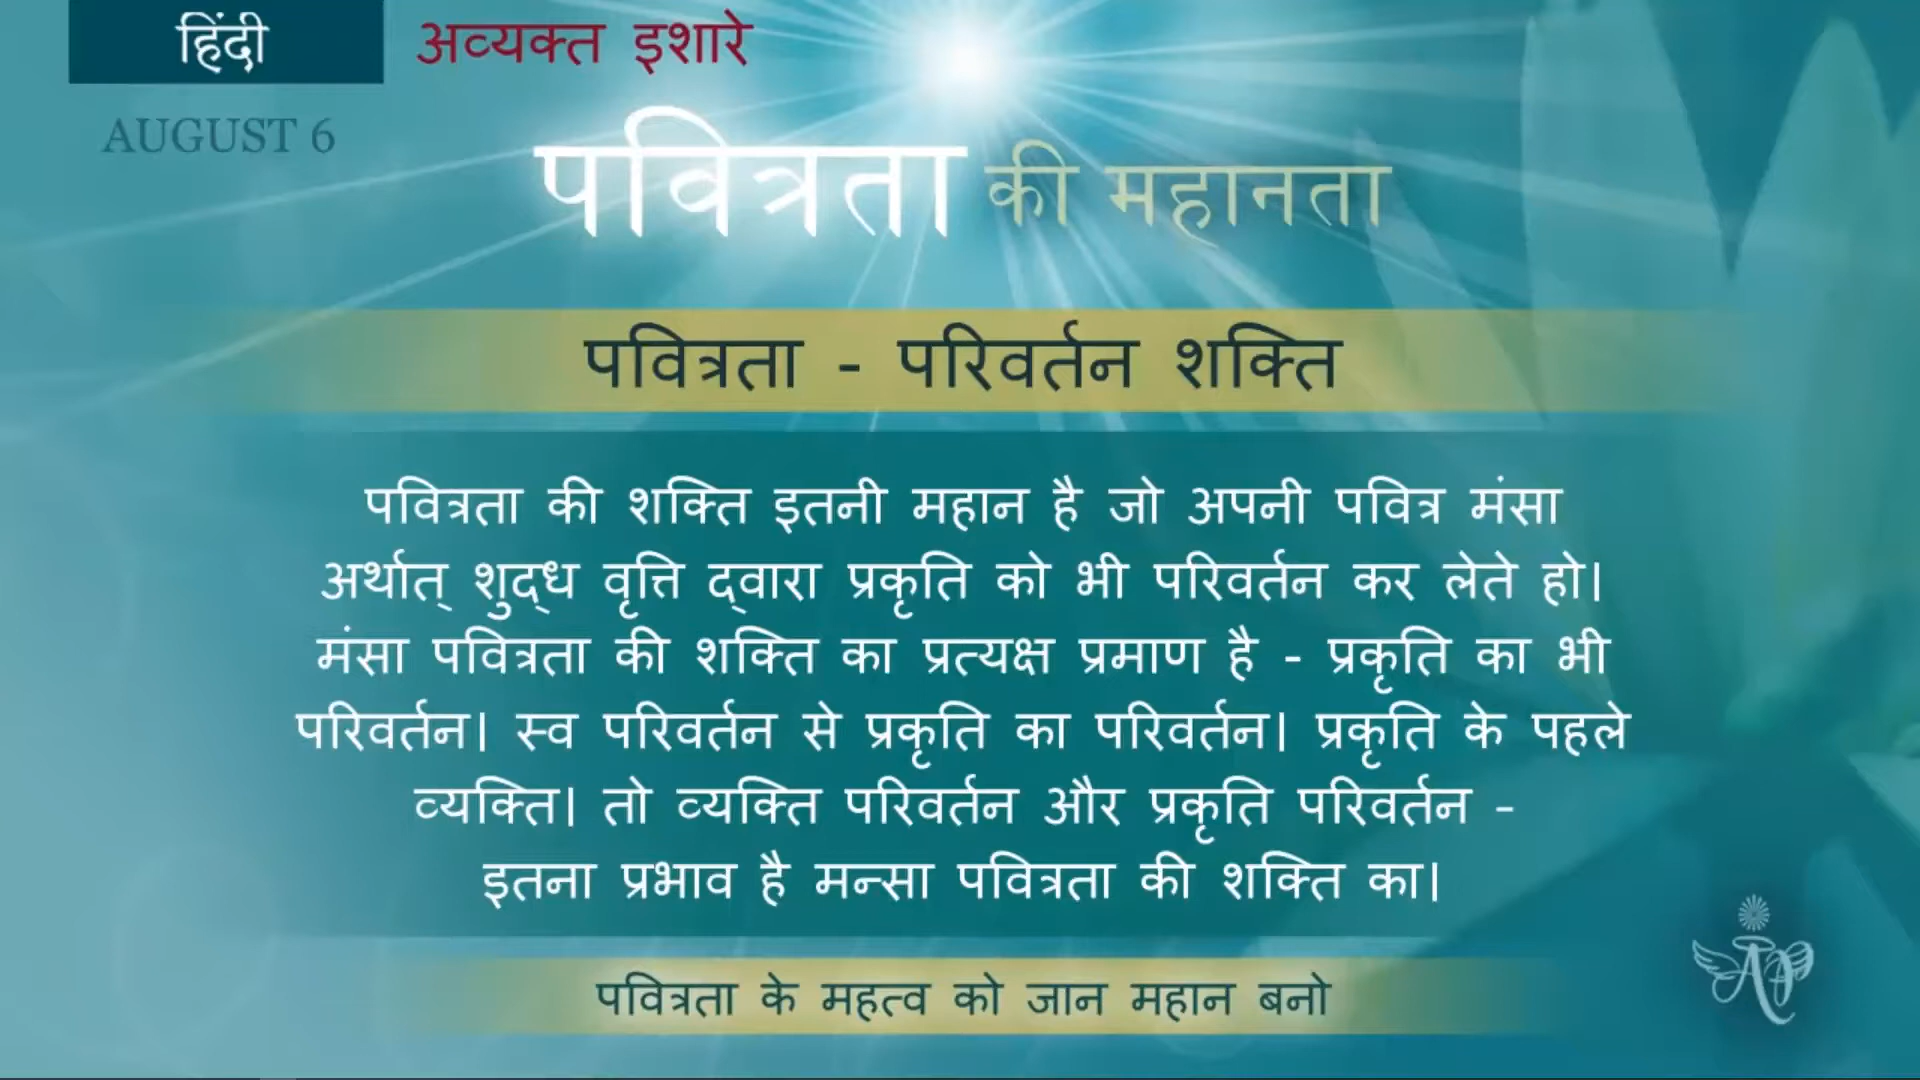 हिंदी
अव्यक्त इशारे
AUGUST 6
पवित्रता की महानता
पवित्रता - परिवर्तन शक्ति
पवित्रता की शक्ति इतनी महान है जो अपनी पवित्र मंसा
अर्थात् शुद्ध वृत्ति द्वारा प्रकृति को भी परिवर्तन कर लेते हो।
मंसा पवित्रता की शक्ति का प्रत्यक्ष प्रमाण है - प्रकृति का भी
परिवर्तन। स्व परिवर्तन से प्रकृति का परिवर्तन। प्रकृति के पहले
व्यक्ति। तो व्यक्ति परिवर्तन और प्रकृति परिवर्तन -
इतना प्रभाव है मन्सा पवित्रता की शक्ति का।
पवित्रता के महत्व को जान महान बनो